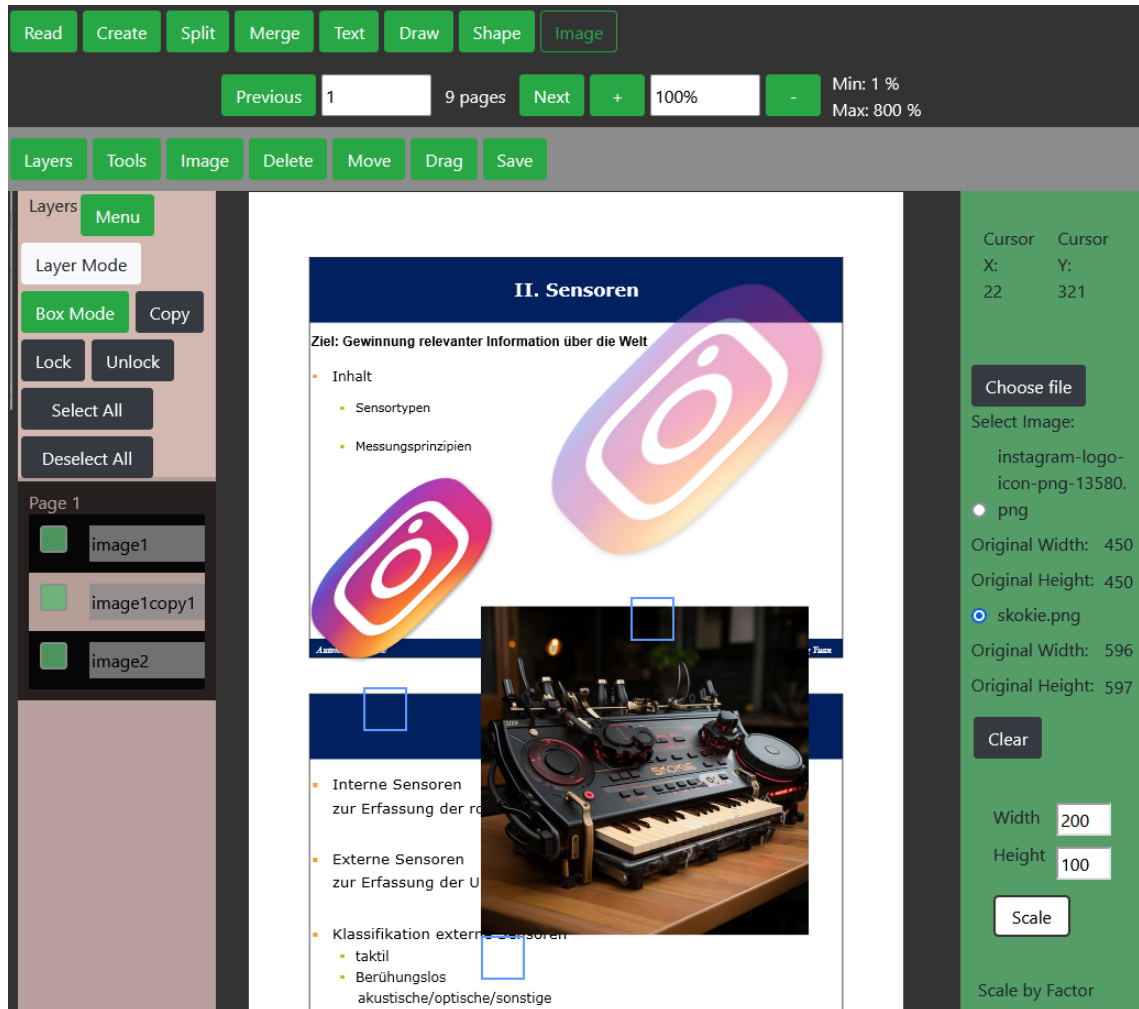 Read Create Split Merge Text Draw Shape Image
Previous 1 9 pages Next + 100% - Min: 1 %
Max: 800 %
Layers Tools Image Delete Move Drag Save
Layers Menu
Layer Mode
Box Mode Copy
Lock Unlock
Select All
Deselect All
Page 1
image1
image1copy1
image2
II. Sensoren
Ziel: Gewinnung relevanter Information über die Welt
Inhalt
Sensortypen
Messungsprinzipien
Yuan
SKOKIE
Interne Sensoren
zur Erfassung der
Externe Sensoren
zur Erfassung der
Klassifikation externe Sensoren
taktil
Berühungslos
akustische/optische/sonstige
Cursor X: 22
Cursor Y: 321
Choose file
Select Image:
instagram-logo-
icon-png-13580.
png
Original Width: 450
Original Height: 450
skokie.png
Original Width: 596
Original Height: 597
Clear
Width 200
Height 100
Scale
Scale by Factor